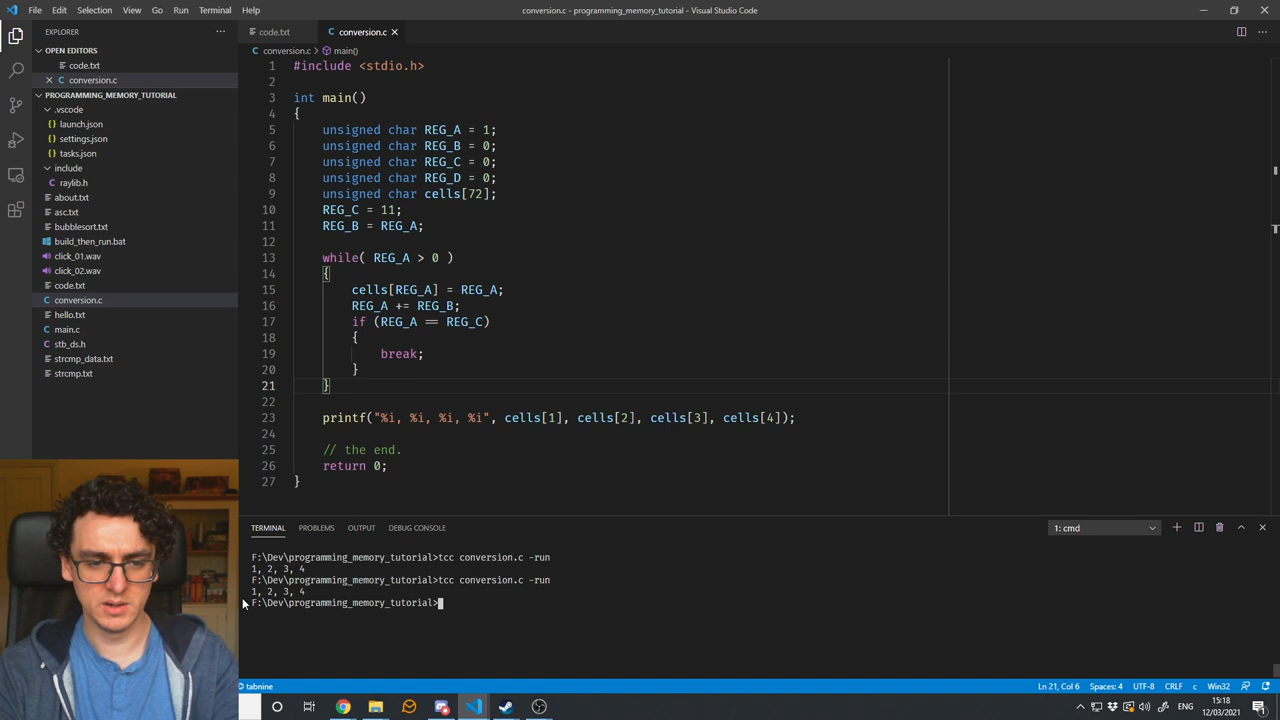 File Edit Selection View Go Run Terminal Help
conversion.c - programming_memory_tutorial - Visual Studio Code
EXPLORER
OPEN EDITORS
code.txt
conversion.c
PROGRAMMING_MEMORY_TUTORIAL
.vscode
launch.json
settings.json
tasks.json
include
raylib.h
about.txt
asc.txt
bubblesort.txt
build_then_run.bat
click_01.wav
click_02.wav
code.txt
conversion.c
hello.txt
main.c
stb_ds.h
strcmp_data.txt
strcmp.txt
code.txt
conversion.c
conversion.c > main()
1 #include <stdio.h>
2
3 int main()
4 {
5 unsigned char REG_A = 1;
6 unsigned char REG_B = 0;
7 unsigned char REG_C = 0;
8 unsigned char REG_D = 0;
9 unsigned char cells[72];
10 REG_C = 11;
11 REG_B = REG_A;
12
13 while( REG_A > 0 )
14 {
15 cells[REG_A] = REG_A;
16 REG_A += REG_B;
17 if (REG_A == REG_C)
18 {
19 break;
20 }
21 }
22
23 printf("%i, %i, %i, %i", cells[1], cells[2], cells[3], cells[4]);
24
25 // the end.
26 return 0;
27 }
TERMINAL PROBLEMS OUTPUT DEBUG CONSOLE
1: cmd
F:\Dev\programming_memory_tutorial>tcc conversion.c -run
1, 2, 3, 4
F:\Dev\programming_memory_tutorial>tcc conversion.c -run
1, 2, 3, 4
F:\Dev\programming_memory_tutorial>
tabnine
Ln 21, Col 6 Spaces: 4 UTF-8 CRLF c Win32
ENG
15:18
12/03/2021